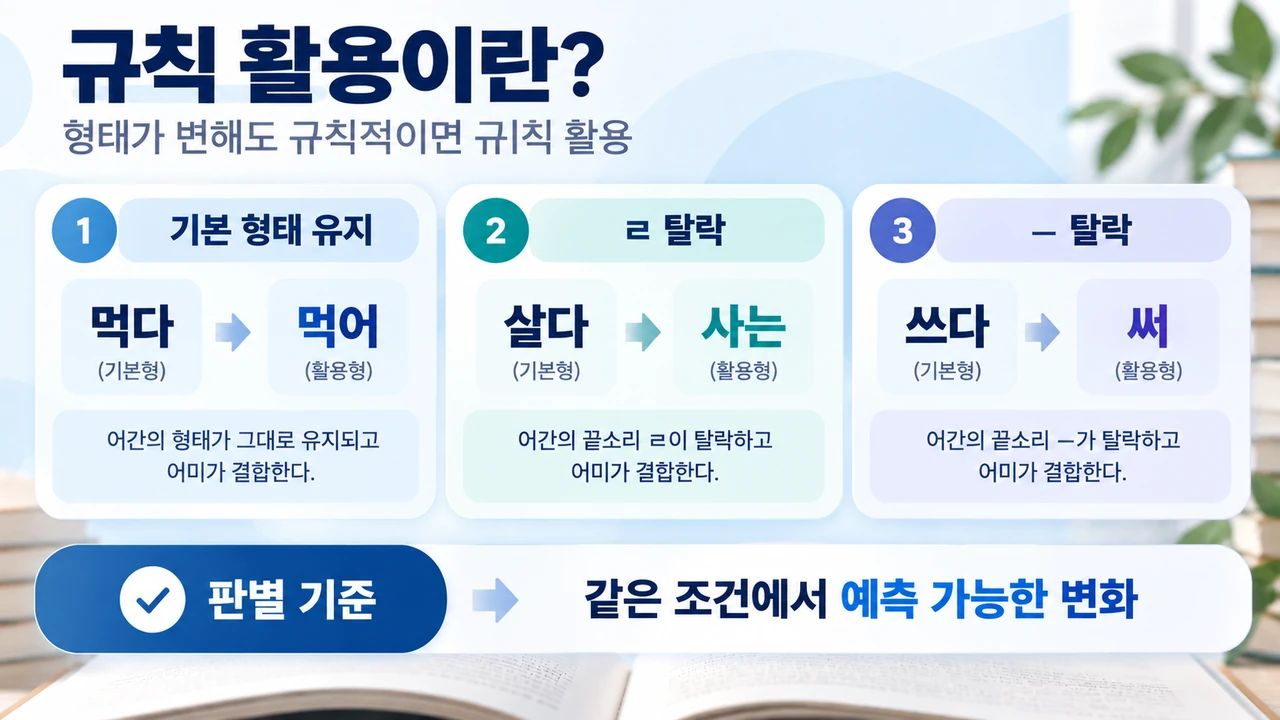 규칙 활용이란?
형태가 변해도 규칙적이면 규칙 활용
1 기본 형태 유지
먹다 먹어
(기본형) (활용형)
어간의 형태가 그대로 유지되고
어미가 결합한다.
2 ㄹ 탈락
살다 사는
(기본형) (활용형)
어간의 끝소리 ㄹ이 탈락하고
어미가 결합한다.
3 ㅡ 탈락
쓰다 써
(기본형) (활용형)
어간의 끝소리 ㅡ가 탈락하고
어미가 결합한다.
판별 기준 같은 조건에서 예측 가능한 변화